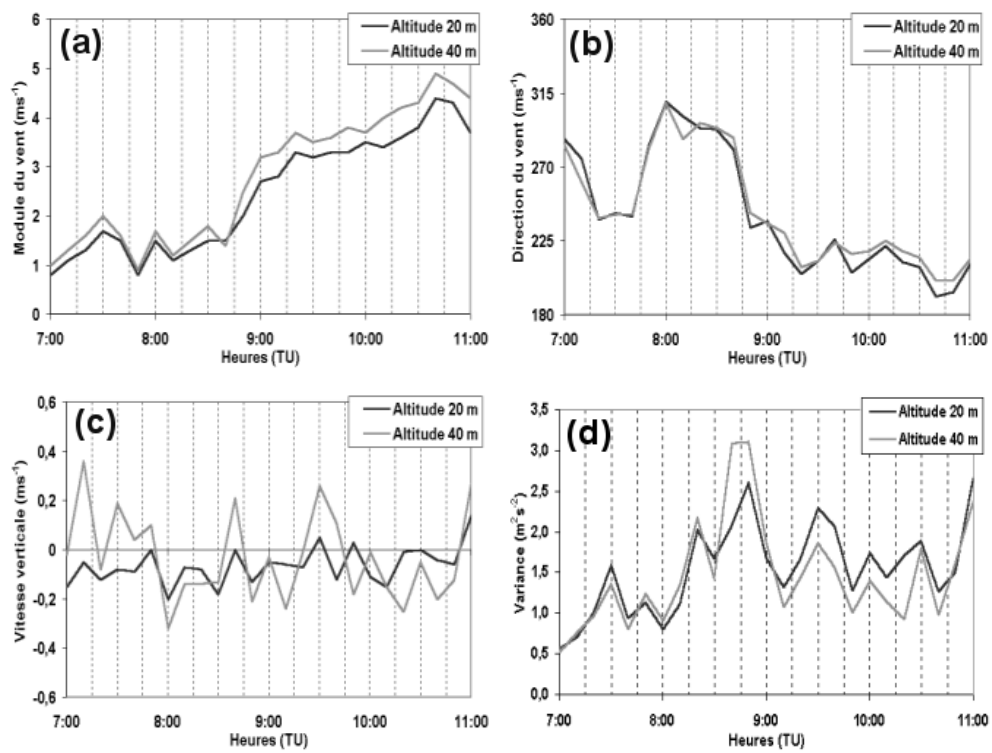 (a)
Altitude 20 m
Altitude 40 m
Module du vent (ms⁻¹)
6
5
4
3
2
1
0
7:00 8:00 9:00 10:00 11:00
Heures (TU)
(b)
Altitude 20 m
Altitude 40 m
Direction du vent (ms⁻¹)
360
315
270
225
180
7:00 8:00 9:00 10:00 11:00
Heures (TU)
(c)
Altitude 20 m
Altitude 40 m
Vitesse verticale (ms⁻¹)
0,6
0,4
0,2
0
-0,2
-0,4
-0,6
7:00 8:00 9:00 10:00 11:00
Heures (TU)
(d)
Altitude 20 m
Altitude 40 m
Variance (m² s⁻²)
3,5
3,0
2,5
2,0
1,5
1,0
0,5
0,0
7:00 8:00 9:00 10:00 11:00
Heures (TU)